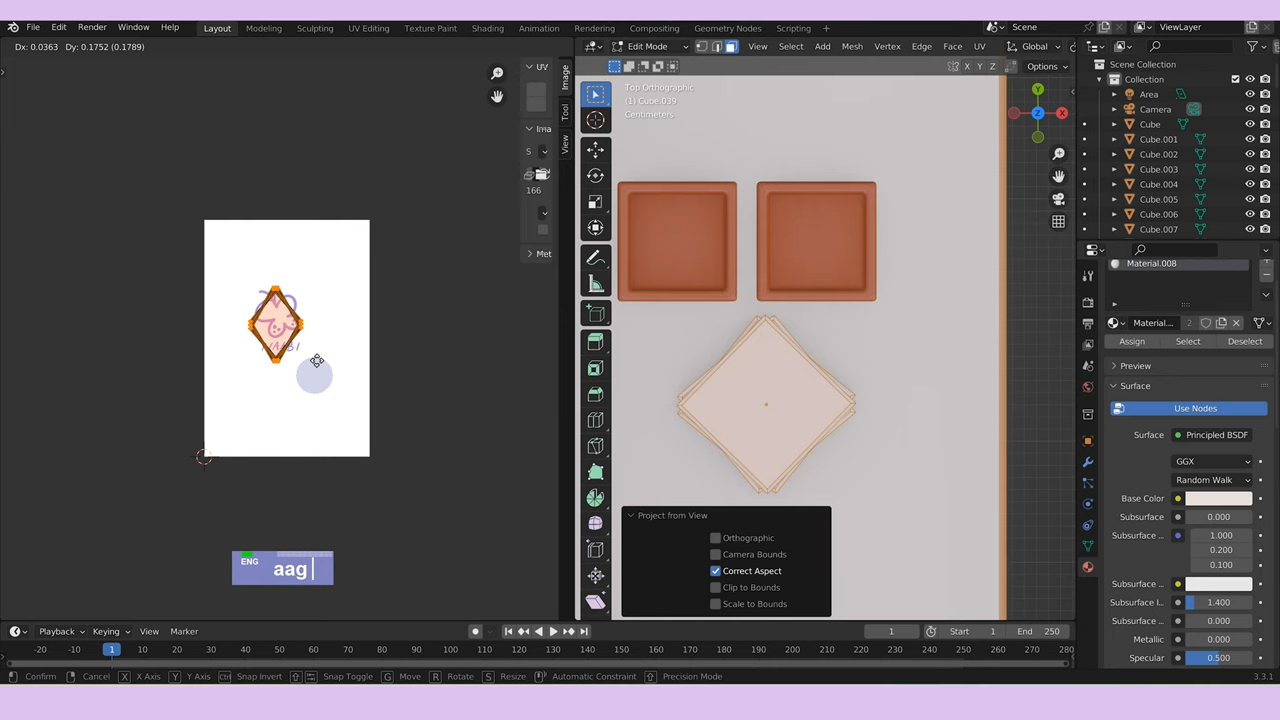 File Edit Render Window Help Layout Modeling Sculpting UV Editing Texture Paint Shading Animation Rendering Compositing Geometry Nodes Scripting + Scene ViewLayer
Dx: 0.0363 Dy: 0.1752 (0.1789)
Edit Mode View Select Add Mesh Vertex Edge Face UV Global
X Y Z Options
UV
Image
Tool
View
Ima
S
166
Met
Top Orthographic
(1) Cube.039
Centimeters
Y
Z
X
NAIBI
Project from View
Orthographic
Camera Bounds
Correct Aspect
Clip to Bounds
Scale to Bounds
ENG aag
Scene Collection
Collection
Area
Camera
Cube
Cube.001
Cube.002
Cube.003
Cube.004
Cube.005
Cube.006
Cube.007
Material.008
Material... 2
Assign Select Deselect
Preview
Surface
Use Nodes
Surface Principled BSDF
GGX
Random Walk
Base Color
Subsurface 0.000
Subsurface ... 1.000
0.200
0.100
Subsurface ...
Subsurface I... 1.400
Subsurface ... 0.000
Metallic 0.000
Specular 0.500
Playback Keying View Marker 1 Start 1 End 250
-20 -10 1 10 20 30 40 50 60 70 80 90 100 110 120 130 140 150 160 170 180 190 200 210 220 230 240 250 260 270 280
Confirm Cancel X X Axis Y Y Axis Ctrl Snap Invert Snap Toggle G Move R Rotate S Resize Automatic Constraint Precision Mode 3.3.1